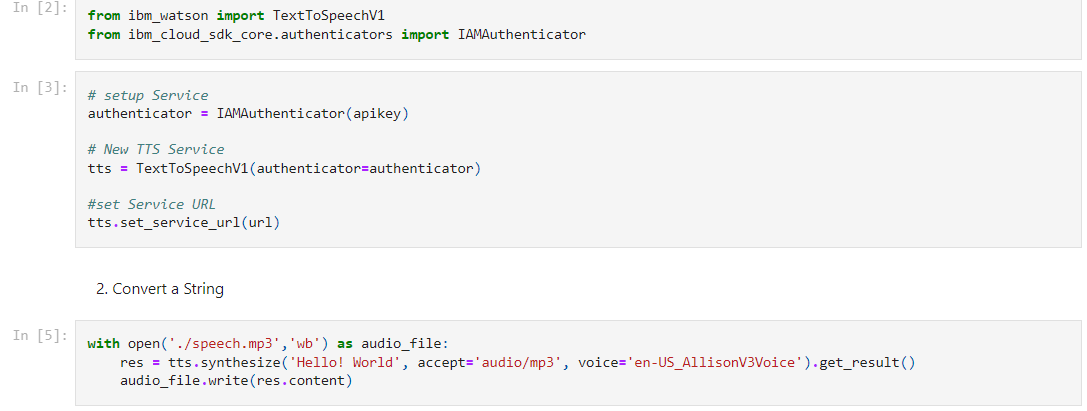 In [2]:
from ibm_watson import TextToSpeechV1
from ibm_cloud_sdk_core.authenticators import IAMAuthenticator
In [3]:
# setup Service
authenticator = IAMAuthenticator(apikey)
# New TTS Service
tts = TextToSpeechV1(authenticator=authenticator)
#set Service URL
tts.set_service_url(url)
2. Convert a String
In [5]:
with open('./speech.mp3','wb') as audio_file:
    res = tts.synthesize('Hello! World', accept='audio/mp3', voice='en-US_AllisonV3Voice').get_result()
    audio_file.write(res.content)